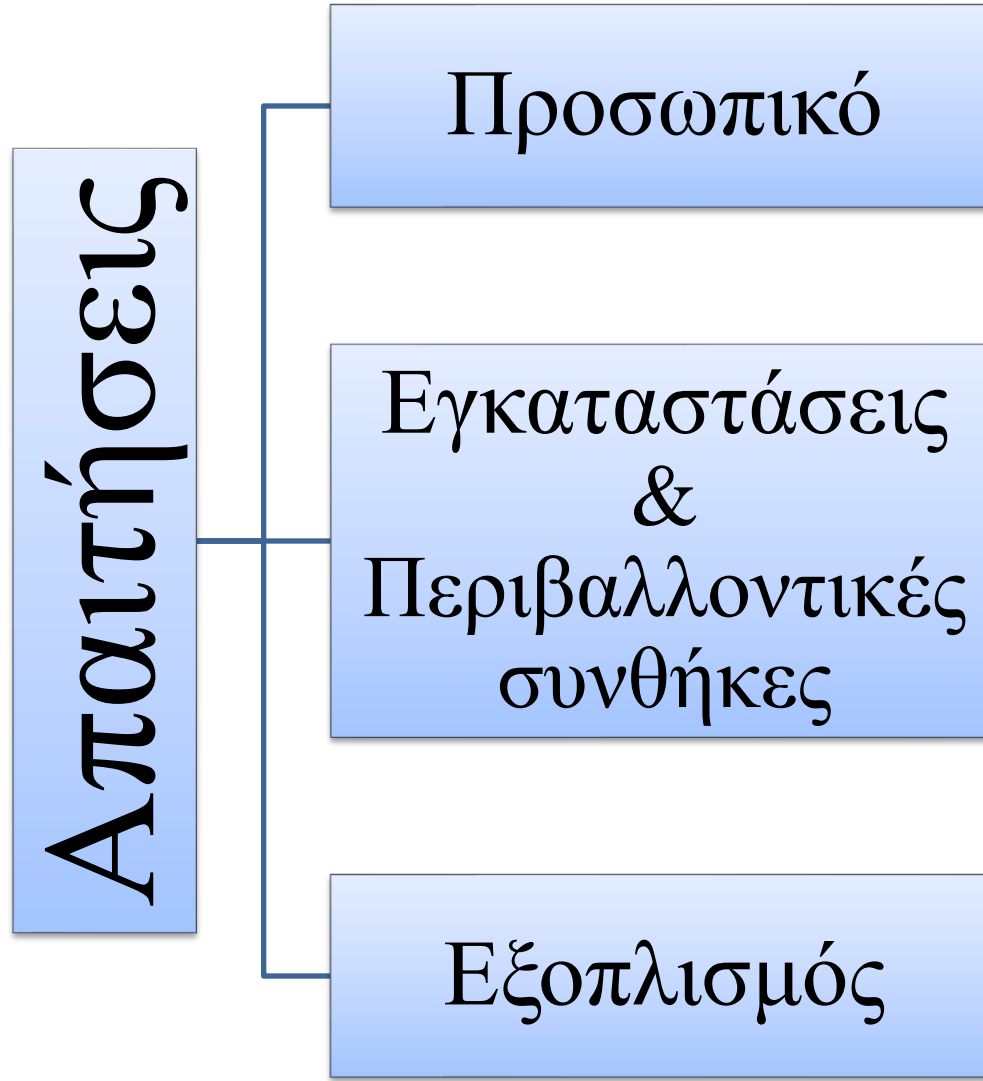 Απαιτήσεις
Προσωπικό
Εγκαταστάσεις
&
Περιβαλλοντικές
συνθήκες
Εξοπλισμός